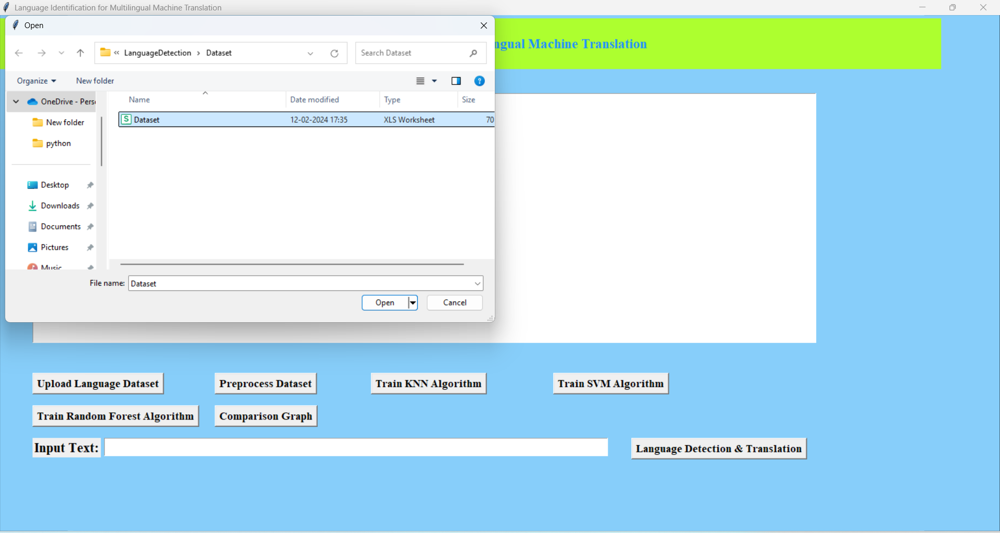 Language Identification for Multilingual Machine Translation
Open
ngual Machine Translation
« LanguageDetection › Dataset
Search Dataset
Organize
New folder
OneDrive - Pers
Name
Date modified
Type
Size
Dataset
12-02-2024 17:35
XLS Worksheet
70
New folder
python
Desktop
Downloads
Documents
Pictures
Music
File name: Dataset
Open
Cancel
Upload Language Dataset
Preprocess Dataset
Train KNN Algorithm
Train SVM Algorithm
Train Random Forest Algorithm
Comparison Graph
Input Text:
Language Detection & Translation